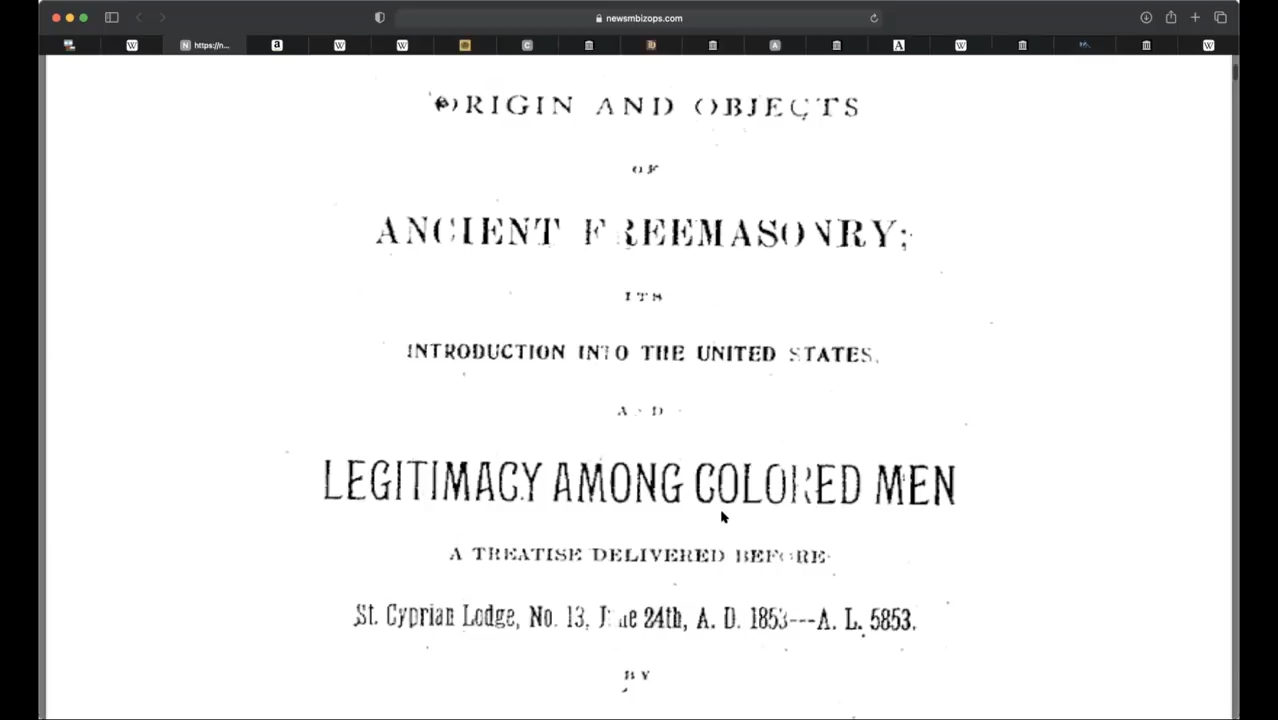 newsmbizops.com
https://n...
ORIGIN AND OBJECTS
OF
ANCIENT FREEMASONRY;
ITS
INTRODUCTION INTO THE UNITED STATES,
AND
LEGITIMACY AMONG COLORED MEN
A TREATISE DELIVERED BEFORE
St. Cyprian Lodge, No. 13, June 24th, A. D. 1853---A. L. 5853.
BY